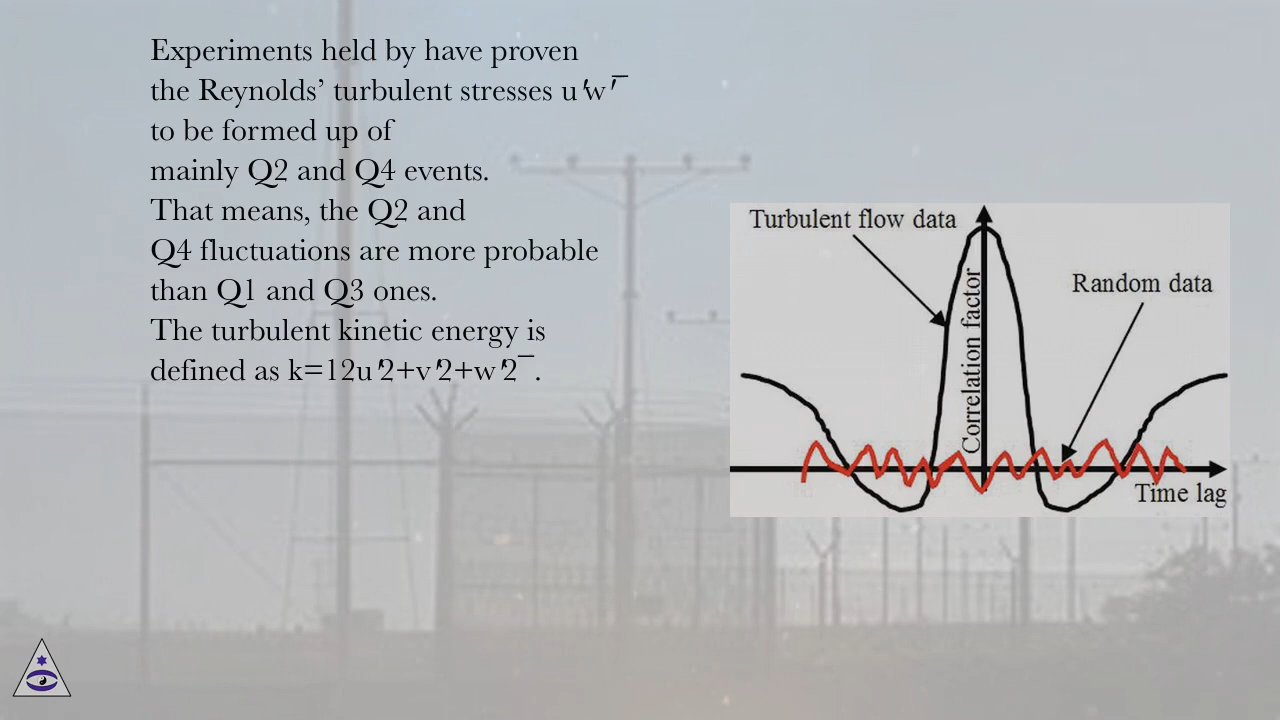 Experiments held by have proven
the Reynolds’ turbulent stresses u′w′‾
to be formed up of
mainly Q2 and Q4 events.
That means, the Q2 and
Q4 fluctuations are more probable
than Q1 and Q3 ones.
The turbulent kinetic energy is
defined as k=12u′2+v′2+w′2‾.
Turbulent flow data
Random data
Correlation factor
Time lag